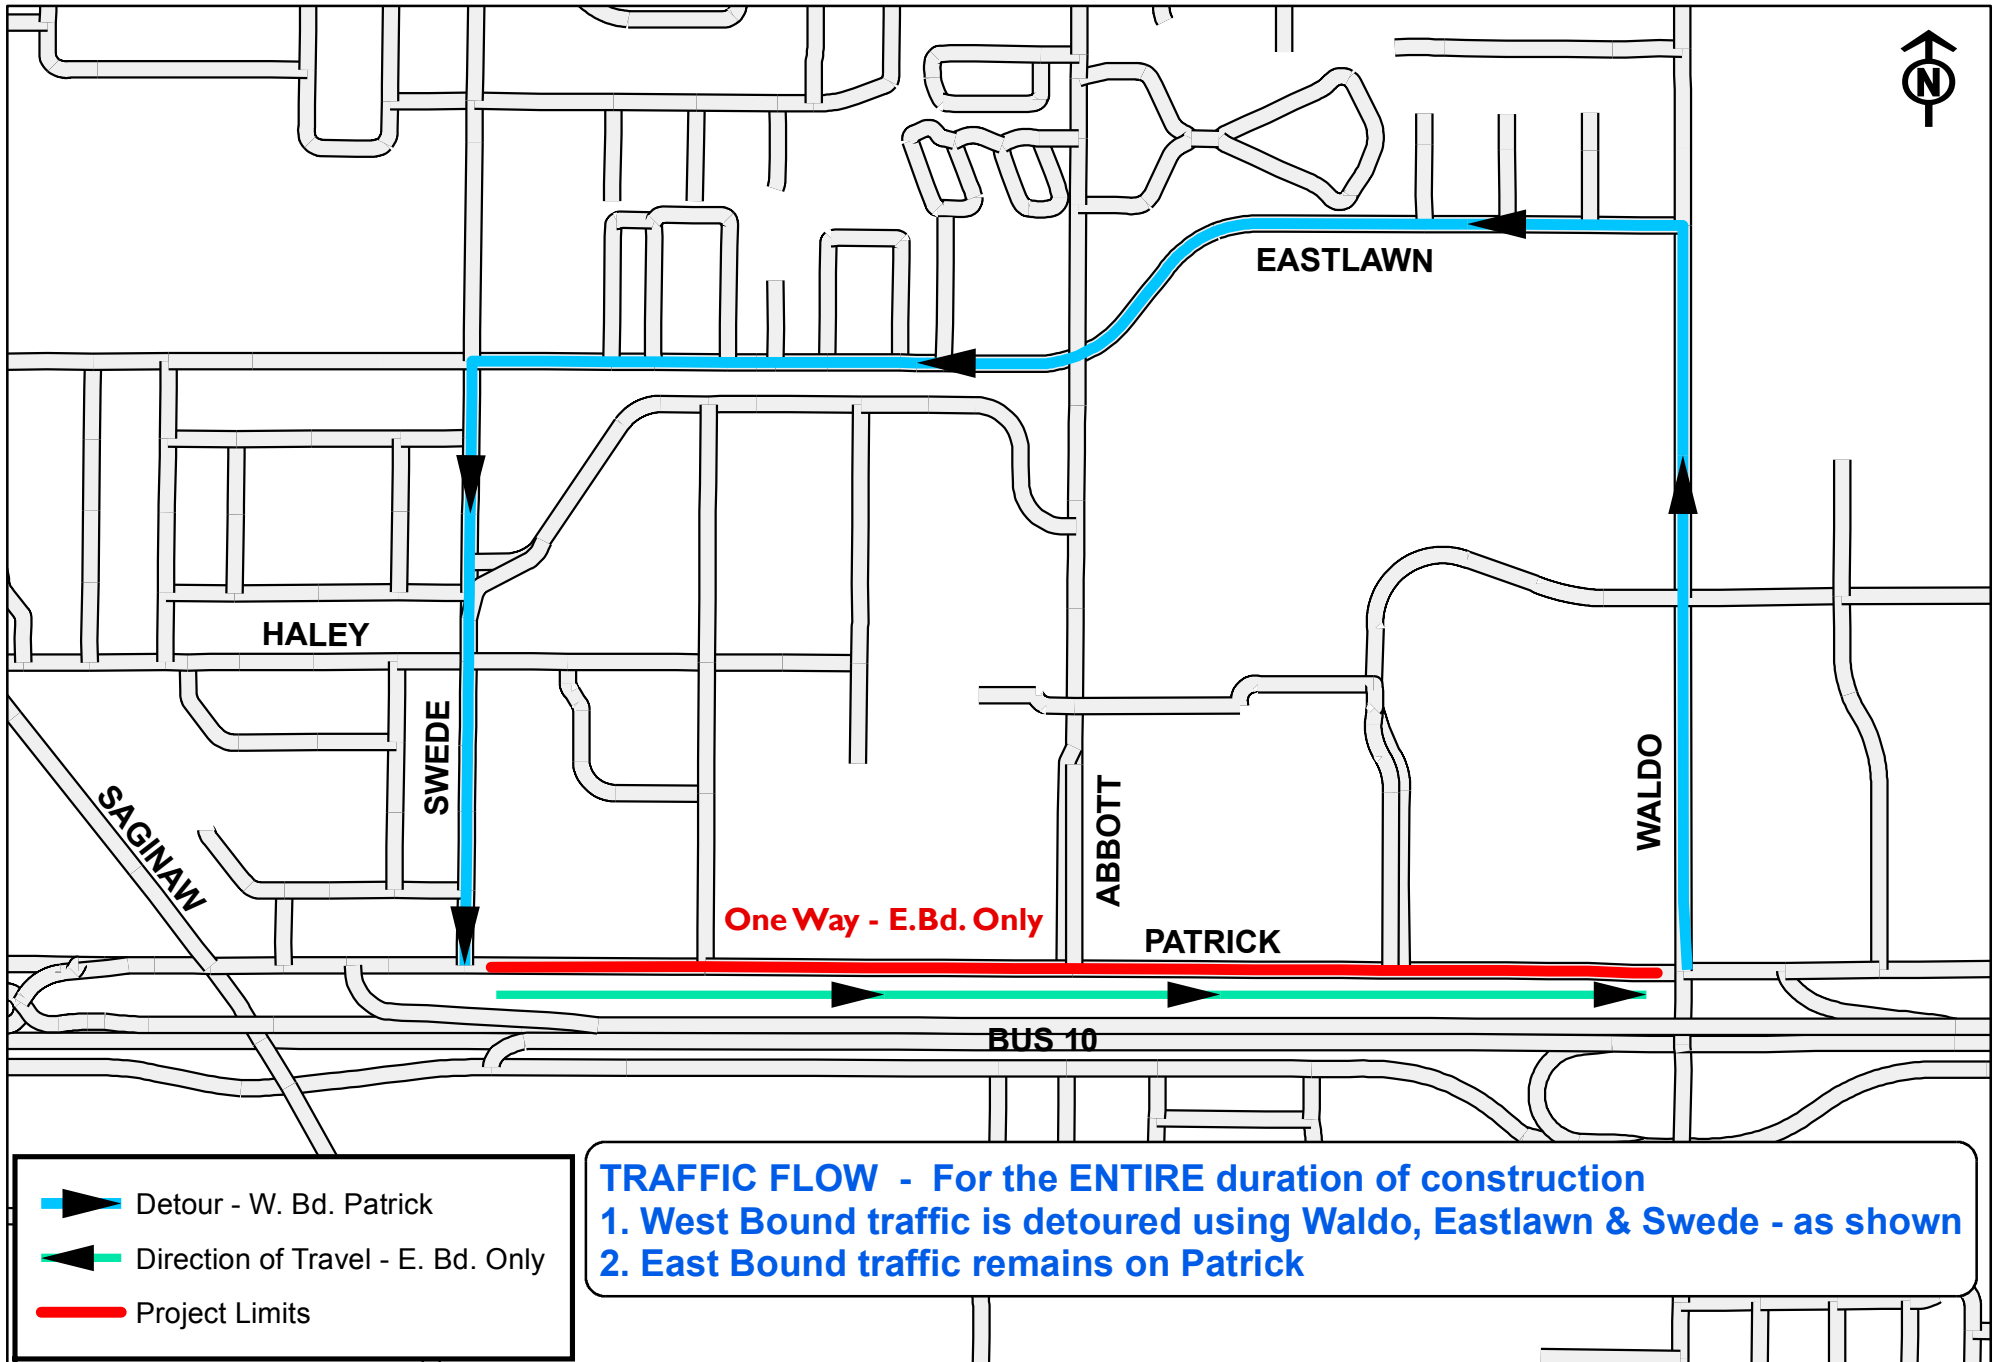 N
EASTLAWN
HALEY
SWEDE
SAGINAW
WALDO
ABBOTT
One Way - E.Bd. Only
PATRICK
BUS 10
TRAFFIC FLOW - For the ENTIRE duration of construction
1. West Bound traffic is detoured using Waldo, Eastlawn & Swede - as shown
2. East Bound traffic remains on Patrick
Detour - W. Bd. Patrick
Direction of Travel - E. Bd. Only
Project Limits